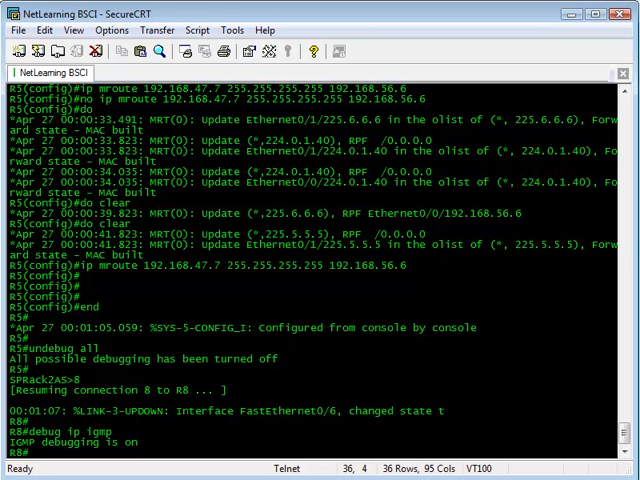 NetLearning BSCI - SecureCRT
File Edit View Options Transfer Script Tools Help
NetLearning BSCI
R5(config)#ip mroute 192.168.47.7 255.255.255.255 192.168.56.6
R5(config)#no ip mroute 192.168.47.7 255.255.255.255 192.168.56.6
R5(config)#do
*Apr 27 00:00:33.491: MRT(0): Update Ethernet0/1/225.6.6.6 in the olist of (*, 225.6.6.6), Forw
ard state - MAC built
*Apr 27 00:00:33.823: MRT(0): Update (*,224.0.1.40), RPF /0.0.0.0
*Apr 27 00:00:33.823: MRT(0): Update Ethernet0/1/224.0.1.40 in the olist of (*, 224.0.1.40), Fo
rward state - MAC built
*Apr 27 00:00:34.035: MRT(0): Update (*,224.0.1.40), RPF /0.0.0.0
*Apr 27 00:00:34.035: MRT(0): Update Ethernet0/0/224.0.1.40 in the olist of (*, 224.0.1.40), Fo
rward state - MAC built
R5(config)#do clear
*Apr 27 00:00:39.823: MRT(0): Update (*,225.6.6.6), RPF Ethernet0/0/192.168.56.6
R5(config)#do clear
*Apr 27 00:00:41.823: MRT(0): Update (*,225.5.5.5), RPF /0.0.0.0
*Apr 27 00:00:41.823: MRT(0): Update Ethernet0/1/225.5.5.5 in the olist of (*, 225.5.5.5), Forw
ard state - MAC built
R5(config)#ip mroute 192.168.47.7 255.255.255.255 192.168.56.6
R5(config)#
R5(config)#
R5(config)#
R5(config)#end
R5#
*Apr 27 00:01:05.059: %SYS-5-CONFIG_I: Configured from console by console
R5#
R5#undebug all
All possible debugging has been turned off
R5#
SPRack2AS>8
[Resuming connection 8 to R8 ... ]
00:01:07: %LINK-3-UPDOWN: Interface FastEthernet0/6, changed state t
R8#
R8#debug ip igmp
IGMP debugging is on
R8#
Ready Telnet 36, 4 36 Rows, 95 Cols VT100